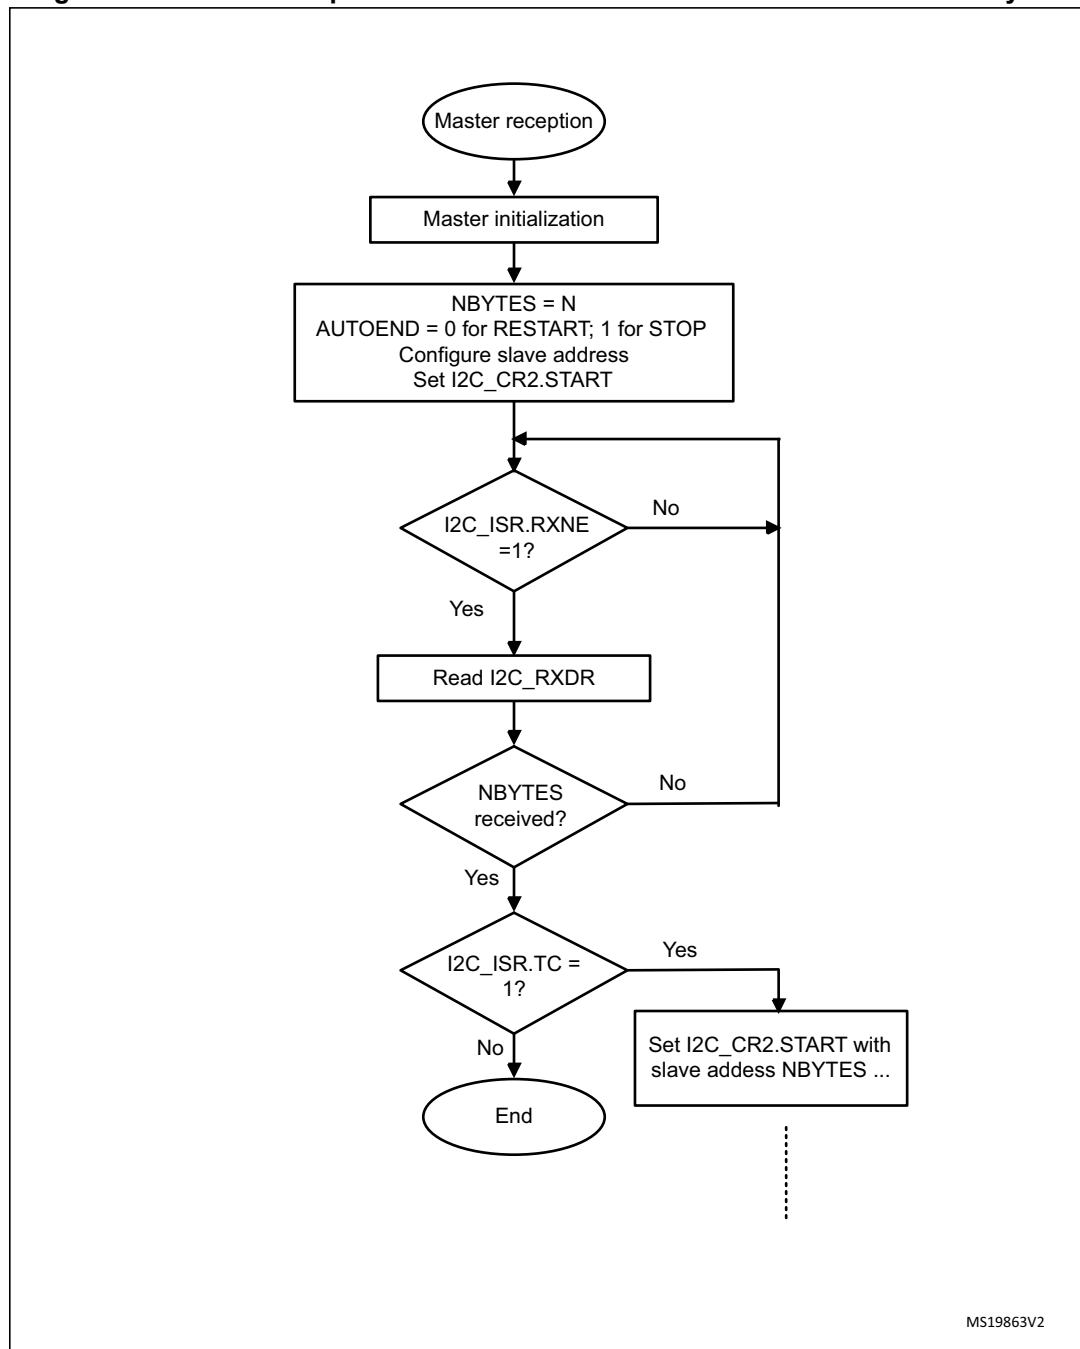 Master reception
Master initialization
NBYTES = N
AUTOEND = 0 for RESTART; 1 for STOP
Configure slave address
Set I2C_CR2.START
I2C_ISR.RXNE
=1?
No
Yes
Read I2C_RXDR
NBYTES
received?
No
Yes
I2C_ISR.TC =
1?
Yes
No
Set I2C_CR2.START with
slave addess NBYTES ...
End
MS19863V2